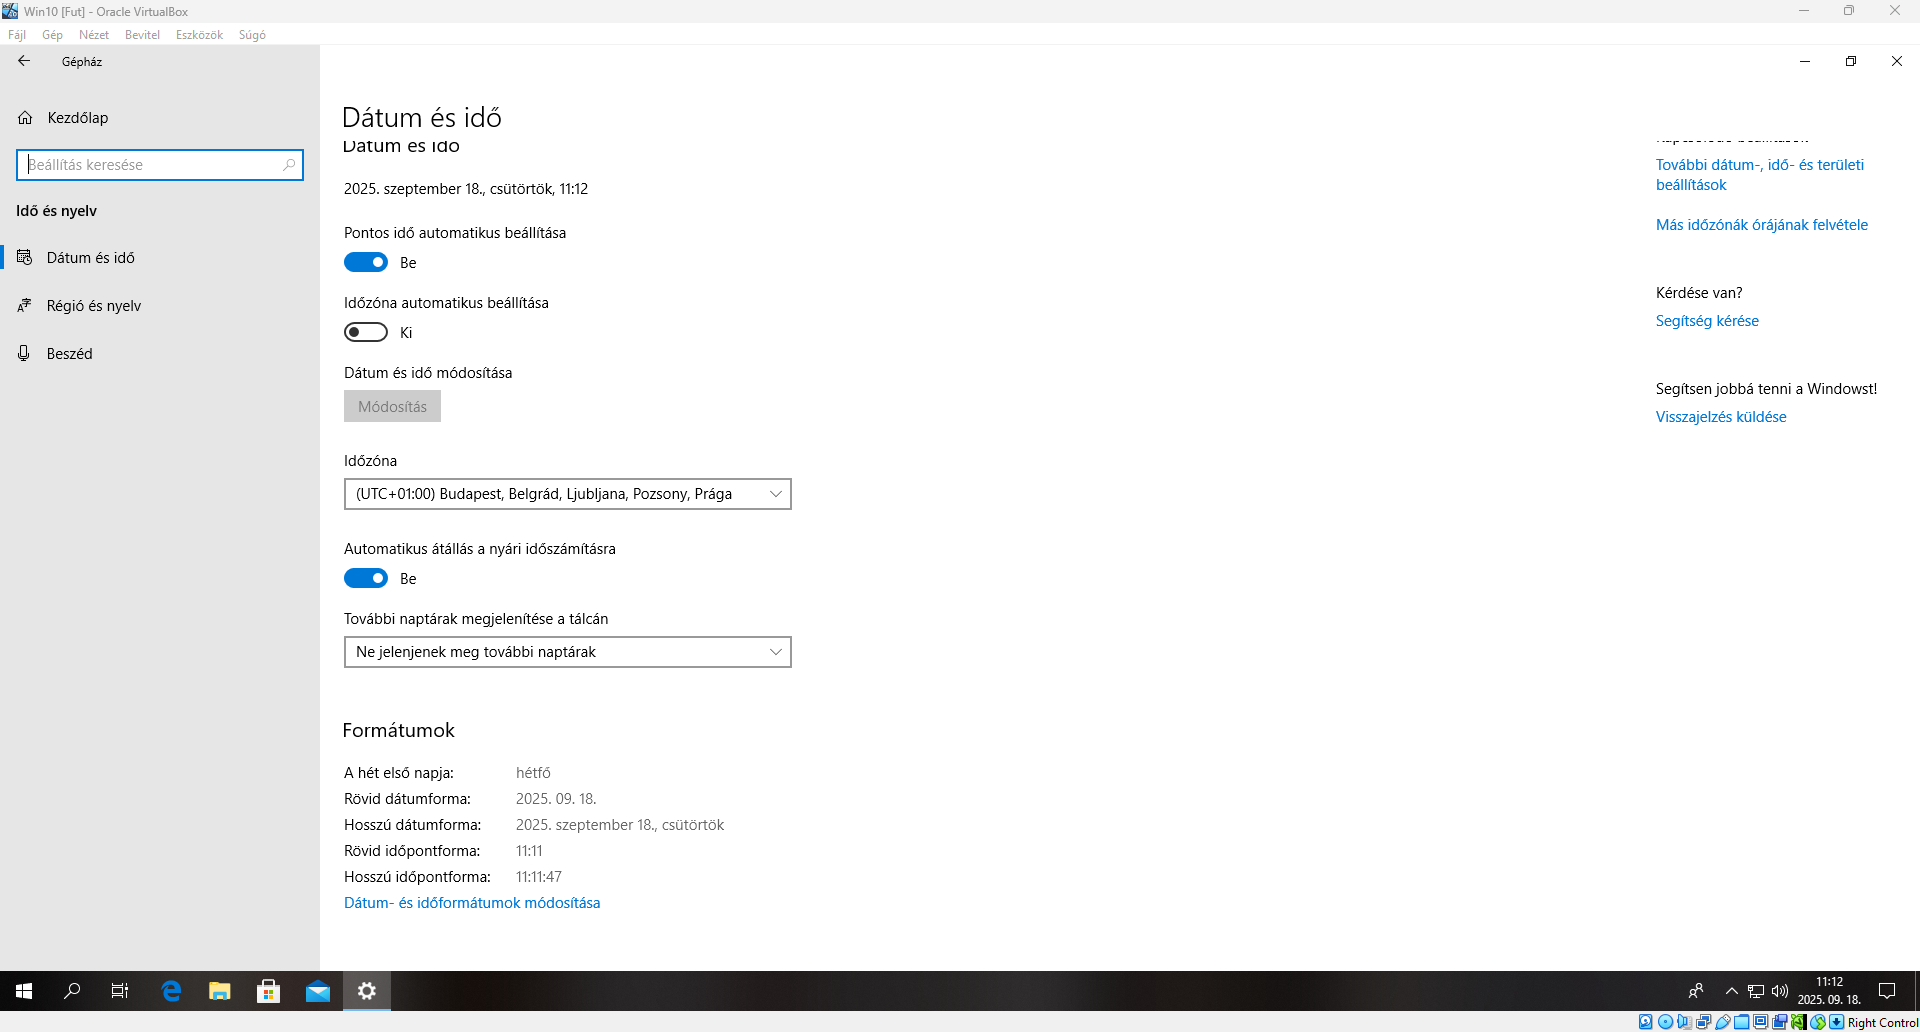 Win10 [Fut] - Oracle VirtualBox
Fájl Gép Nézet Bevitel Eszközök Súgó
Gépház
Kezdőlap
Beállítás keresése
Idő és nyelv
Dátum és idő
Régió és nyelv
Beszéd
Dátum és idő
Dátum és idő
2025. szeptember 18., csütörtök, 11:12
Pontos idő automatikus beállítása
Be
Időzóna automatikus beállítása
Ki
Dátum és idő módosítása
Módosítás
Időzóna
(UTC+01:00) Budapest, Belgrád, Ljubljana, Pozsony, Prága
Automatikus átállás a nyári időszámításra
Be
További naptárak megjelenítése a tálcán
Ne jelenjenek meg további naptárak
Formátumok
A hét első napja: hétfő
Rövid dátumforma: 2025. 09. 18.
Hosszú dátumforma: 2025. szeptember 18., csütörtök
Rövid időpontforma: 11:11
Hosszú időpontforma: 11:11:47
Dátum- és időformátumok módosítása
További dátum-, idő- és területi
beállítások
Más időzónák órájának felvétele
Kérdése van?
Segítség kérése
Segítsen jobbá tenni a Windowst!
Visszajelzés küldése
11:12
2025. 09. 18.
Right Control